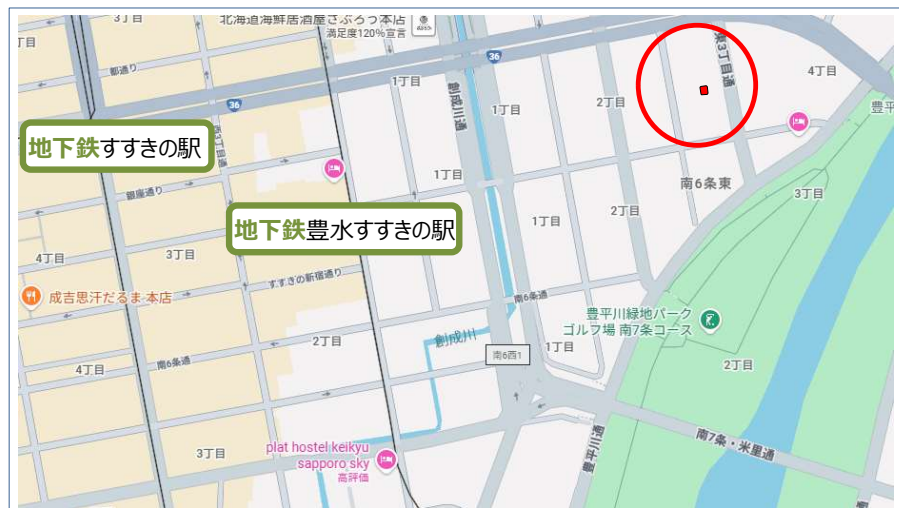 3丁目
北海道海鮮居酒屋さぶろう本店
満足度120%宣言
丁目
都通り
36
1丁目
創成川通
36
1丁目
2丁目
東3丁目通
4丁目
豊平
地下鉄すすきの駅
西3丁目通
銀座通り
1丁目
南6条東
3丁目
地下鉄豊水すすきの駅
1丁目
2丁目
4丁目
3丁目
すすきの新宿通り
成吉思汗だるま 本店
南6条通
豊平川緑地パーク
ゴルフ場 南7条コース
2丁目
創成川
南6西1
1丁目
2丁目
4丁目
南6条通
3丁目
plat hostel keikyu
sapporo sky
高評価
豊平川通
南7条・米里通